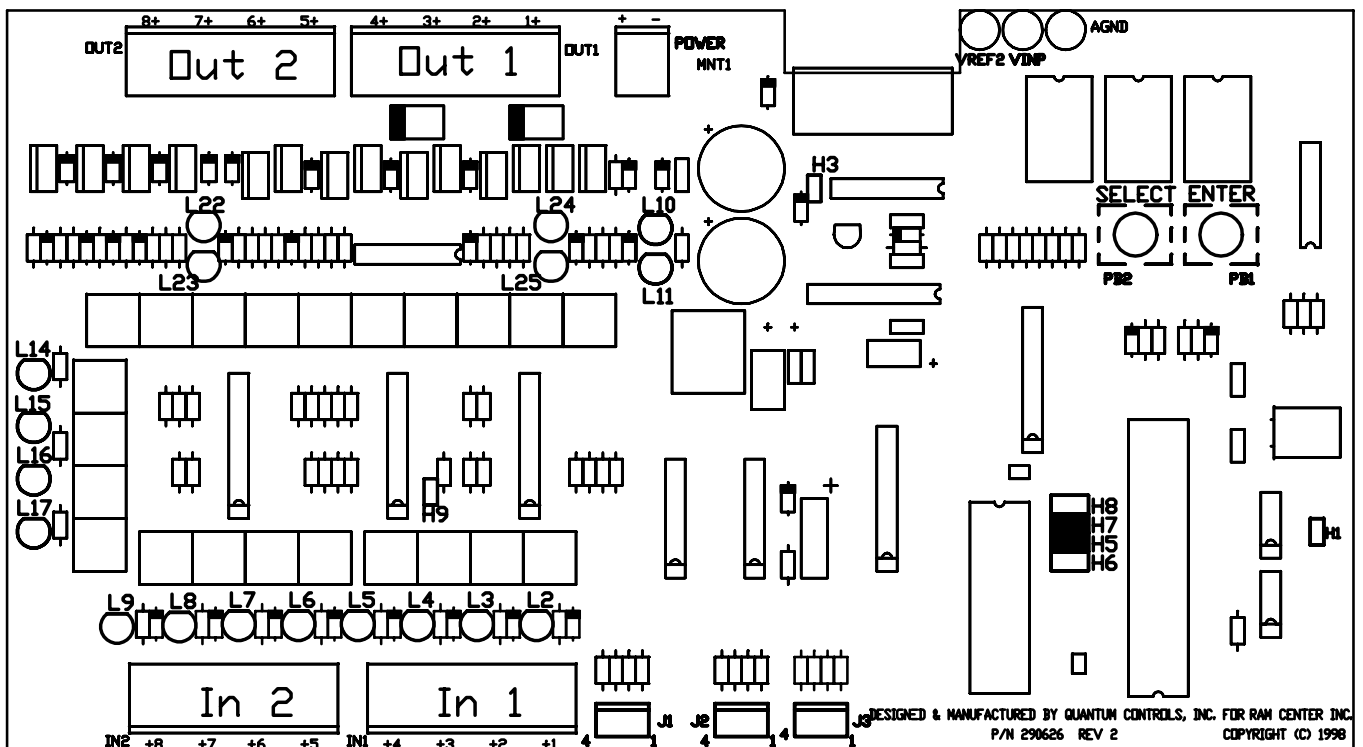 8+ 7+ 6+ 5+ 4+ 3+ 2+ 1+ + -
OUT2 Out 2 Out 1 OUT1 POWER
MNT1
VREF2 VINP AGND
+
H3
SELECT ENTER
L22 L24 L10
+
L23 L25 L11
PB2 PB1
+ +
L14
+
L15
L16
+
L17
H9
H8
H7
H5
H6
H1
L9 L8 L7 L6 L5 L4 L3 L2
In 2 In 1
J1 J2 J3
IN2 +8 +7 +6 +5 IN1 +4 +3 +2 +1
4 1 4 1 4 1
DESIGNED & MANUFACTURED BY QUANTUM CONTROLS, INC. FOR RAM CENTER INC.
P/N 290626 REV 2 COPYRIGHT (C) 1998